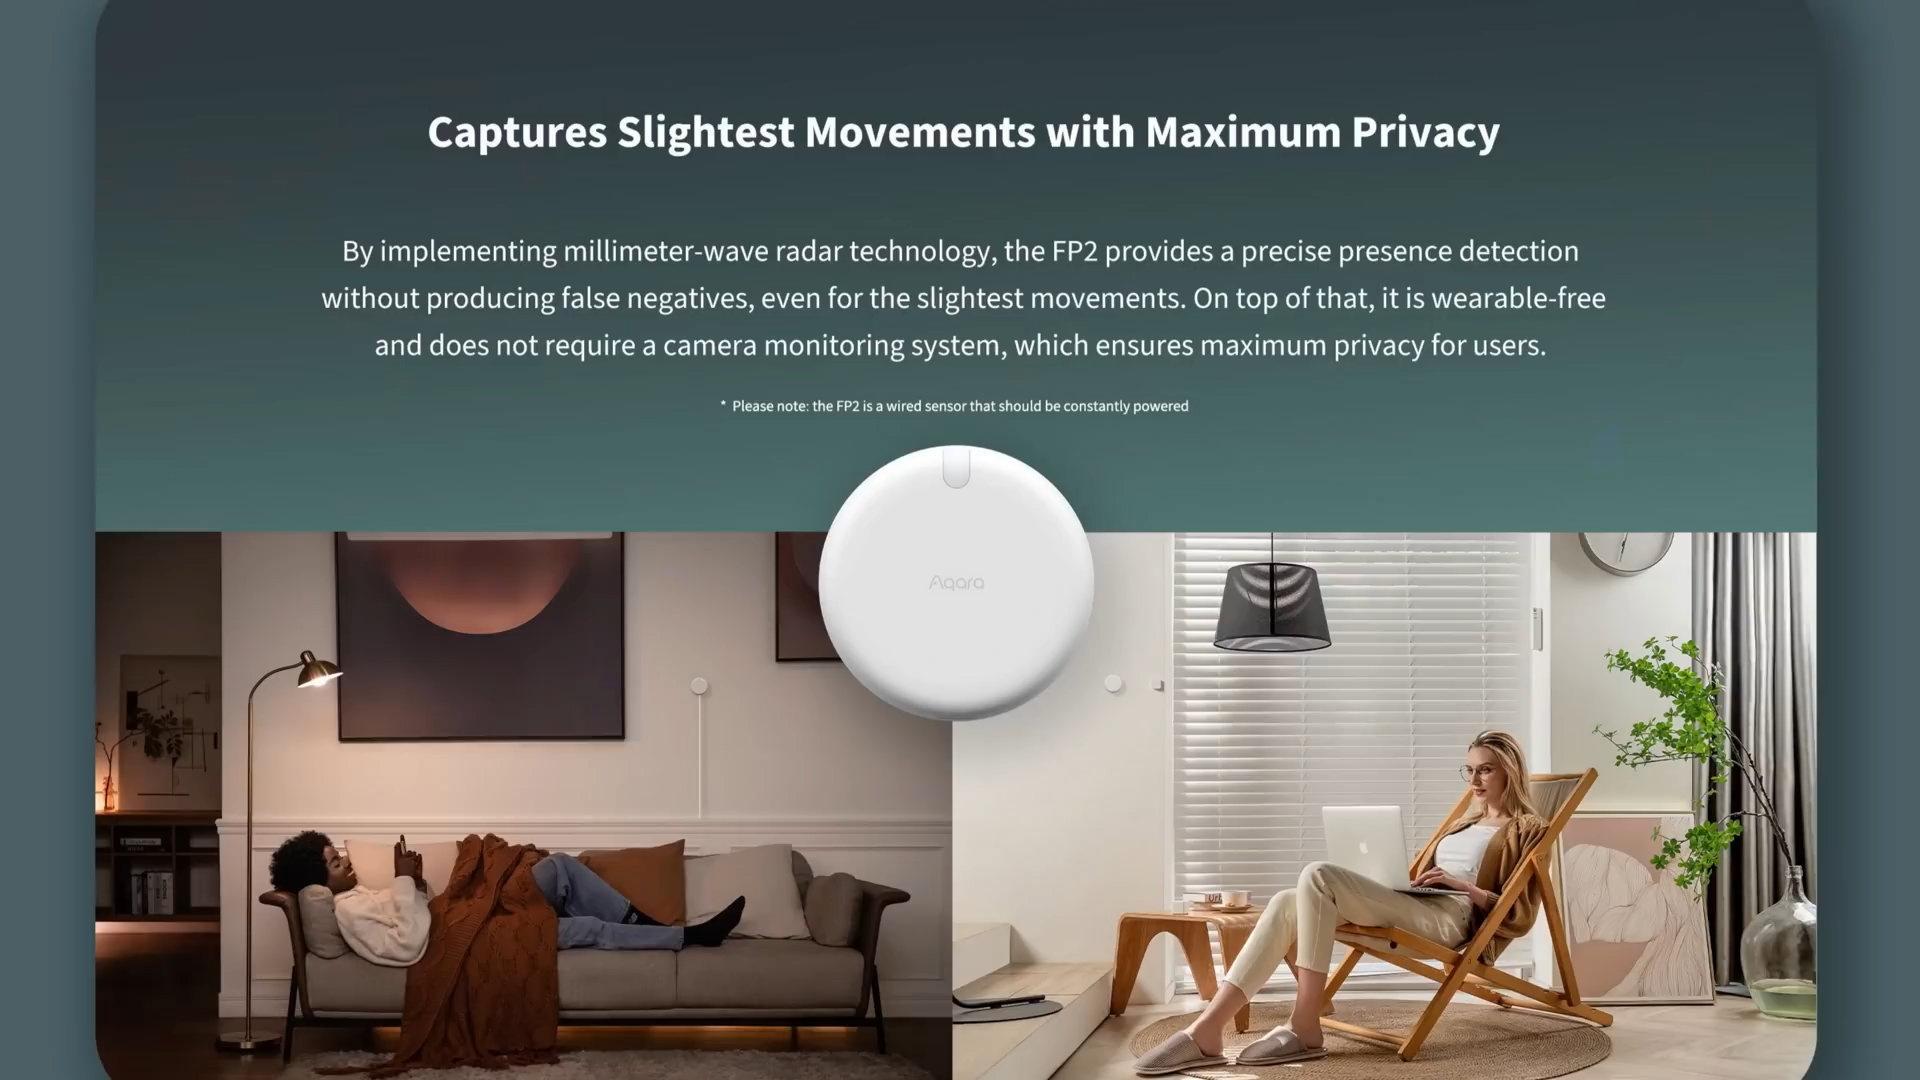 Captures Slightest Movements with Maximum Privacy
By implementing millimeter-wave radar technology, the FP2 provides a precise presence detection
without producing false negatives, even for the slightest movements. On top of that, it is wearable-free
and does not require a camera monitoring system, which ensures maximum privacy for users.
* Please note: the FP2 is a wired sensor that should be constantly powered
Aqara